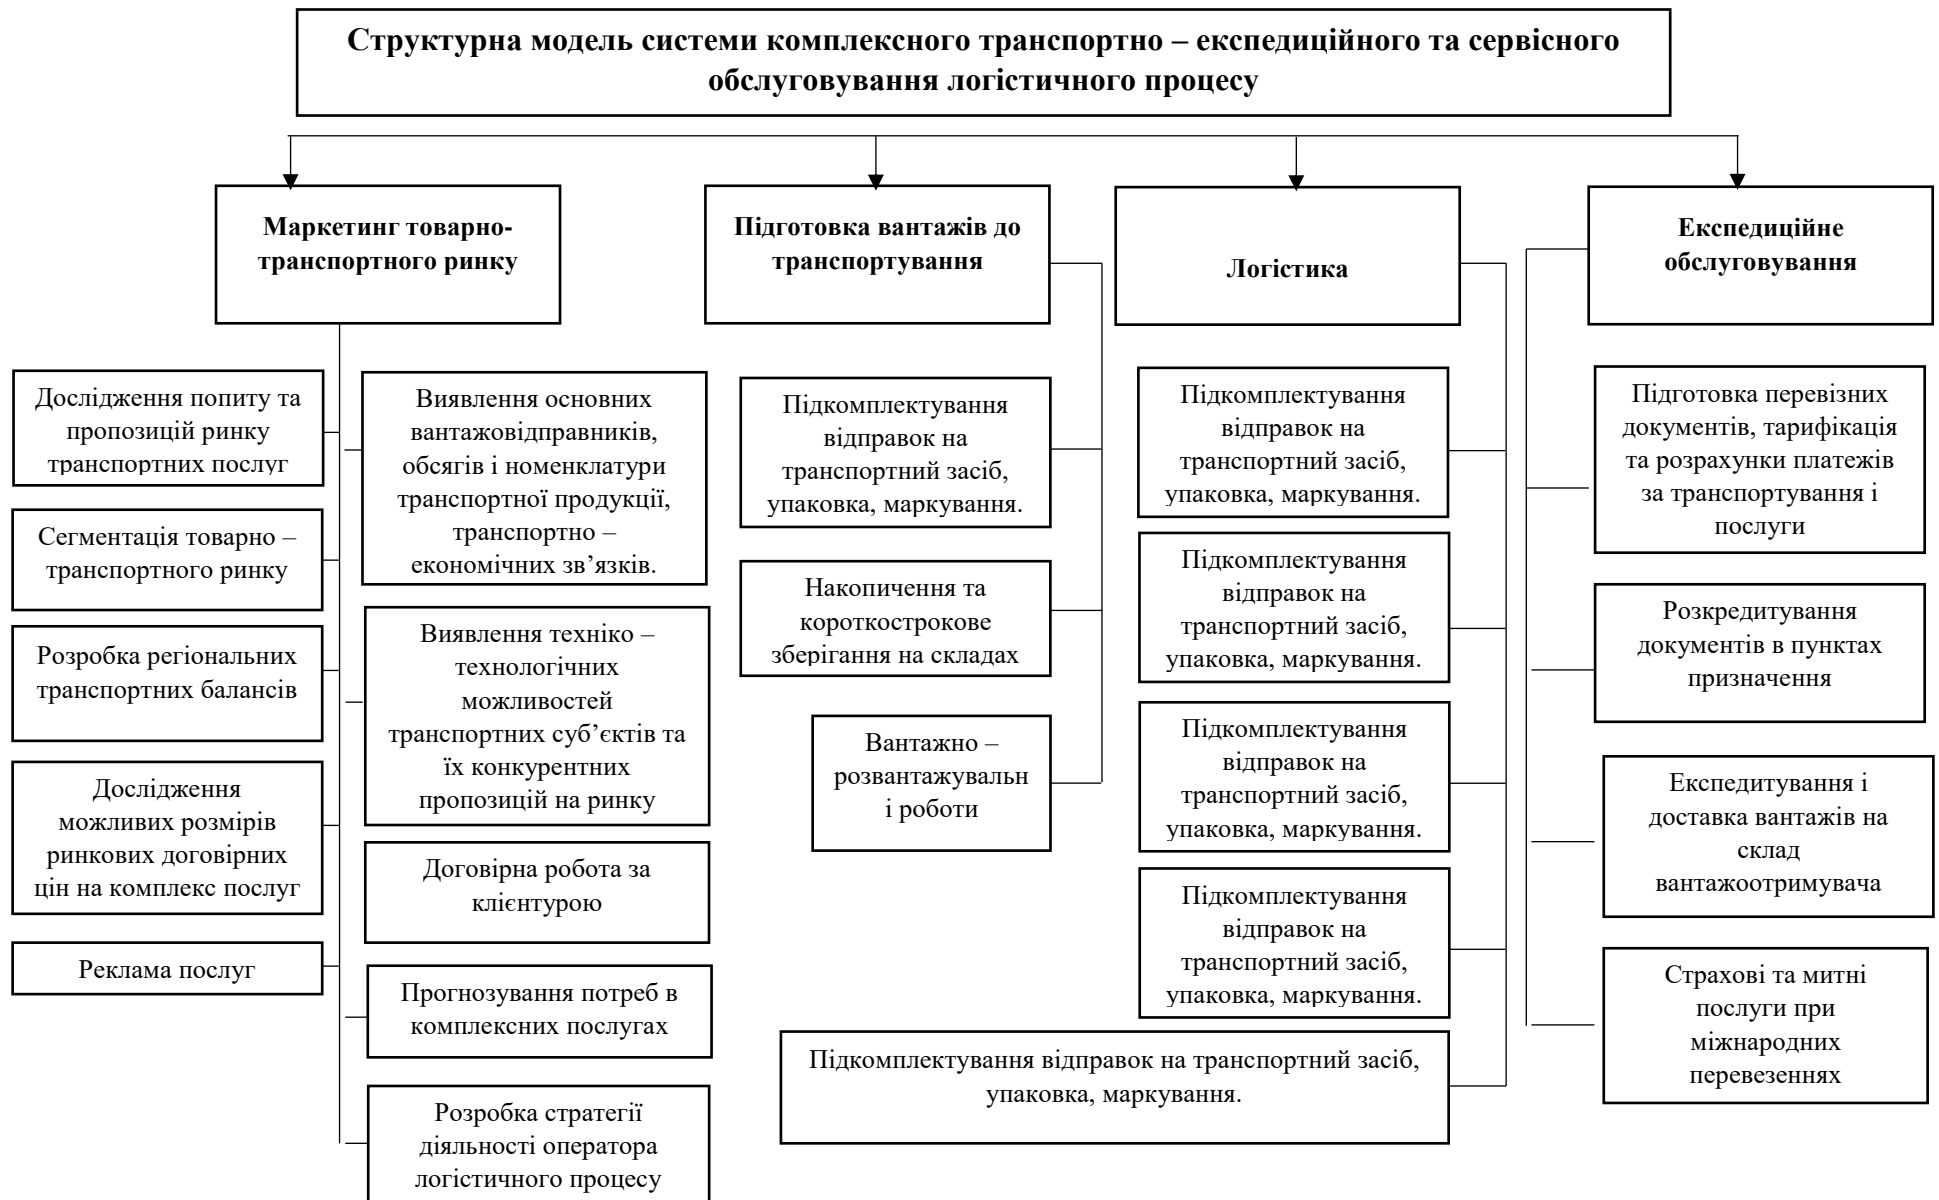 Структурна модель системи комплексного транспортно – експедиційного та сервісного
обслуговування логістичного процесу
Маркетинг товарно-
транспортного ринку
Дослідження попиту та
пропозицій ринку
транспортних послуг
Сегментація товарно –
транспортного ринку
Розробка регіональних
транспортних балансів
Дослідження
можливих розмірів
ринкових договірних
цін на комплекс послуг
Реклама послуг
Виявлення основних
вантажовідправників,
обсягів і номенклатури
транспортної продукції,
транспортно –
економічних зв’язків.
Виявлення техніко –
технологічних
можливостей
транспортних суб’єктів та
їх конкурентних
пропозицій на ринку
Договірна робота за
клієнтурою
Прогнозування потреб в
комплексних послугах
Розробка стратегії
діяльності оператора
логістичного процесу
Підготовка вантажів до
транспортування
Підкомплектування
відправок на
транспортний засіб,
упаковка, маркування.
Накопичення та
короткострокове
зберігання на складах
Вантажно –
розвантажувальн
і роботи
Логістика
Підкомплектування
відправок на
транспортний засіб,
упаковка, маркування.
Підкомплектування
відправок на
транспортний засіб,
упаковка, маркування.
Підкомплектування
відправок на
транспортний засіб,
упаковка, маркування.
Підкомплектування
відправок на
транспортний засіб,
упаковка, маркування.
Підкомплектування відправок на транспортний засіб,
упаковка, маркування.
Експедиційне
обслуговування
Підготовка перевізних
документів, тарифікація
та розрахунки платежів
за транспортування і
послуги
Розкредитування
документів в пунктах
призначення
Експедитування і
доставка вантажів на
склад
вантажоотримувача
Страхові та митні
послуги при
міжнародних
перевезеннях